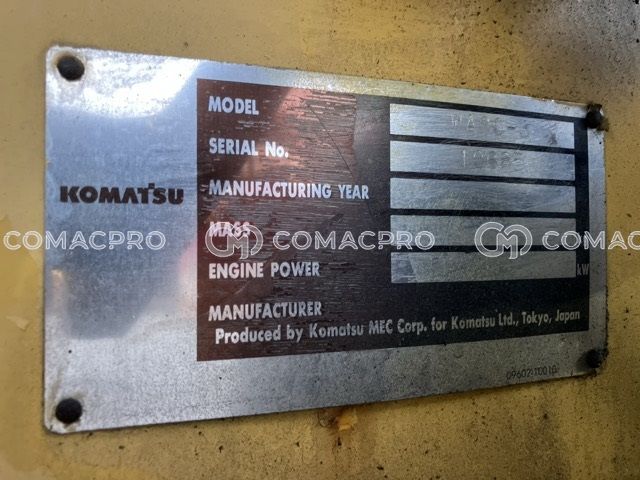 MODEL
SERIAL No.
KOMATSU
MANUFACTURING YEAR
MASS
COMACPRO COMACPRO COMAC
ENGINE POWER kW
MANUFACTURER
Produced by Komatsu MEC Corp. for Komatsu Ltd., Tokyo, Japan